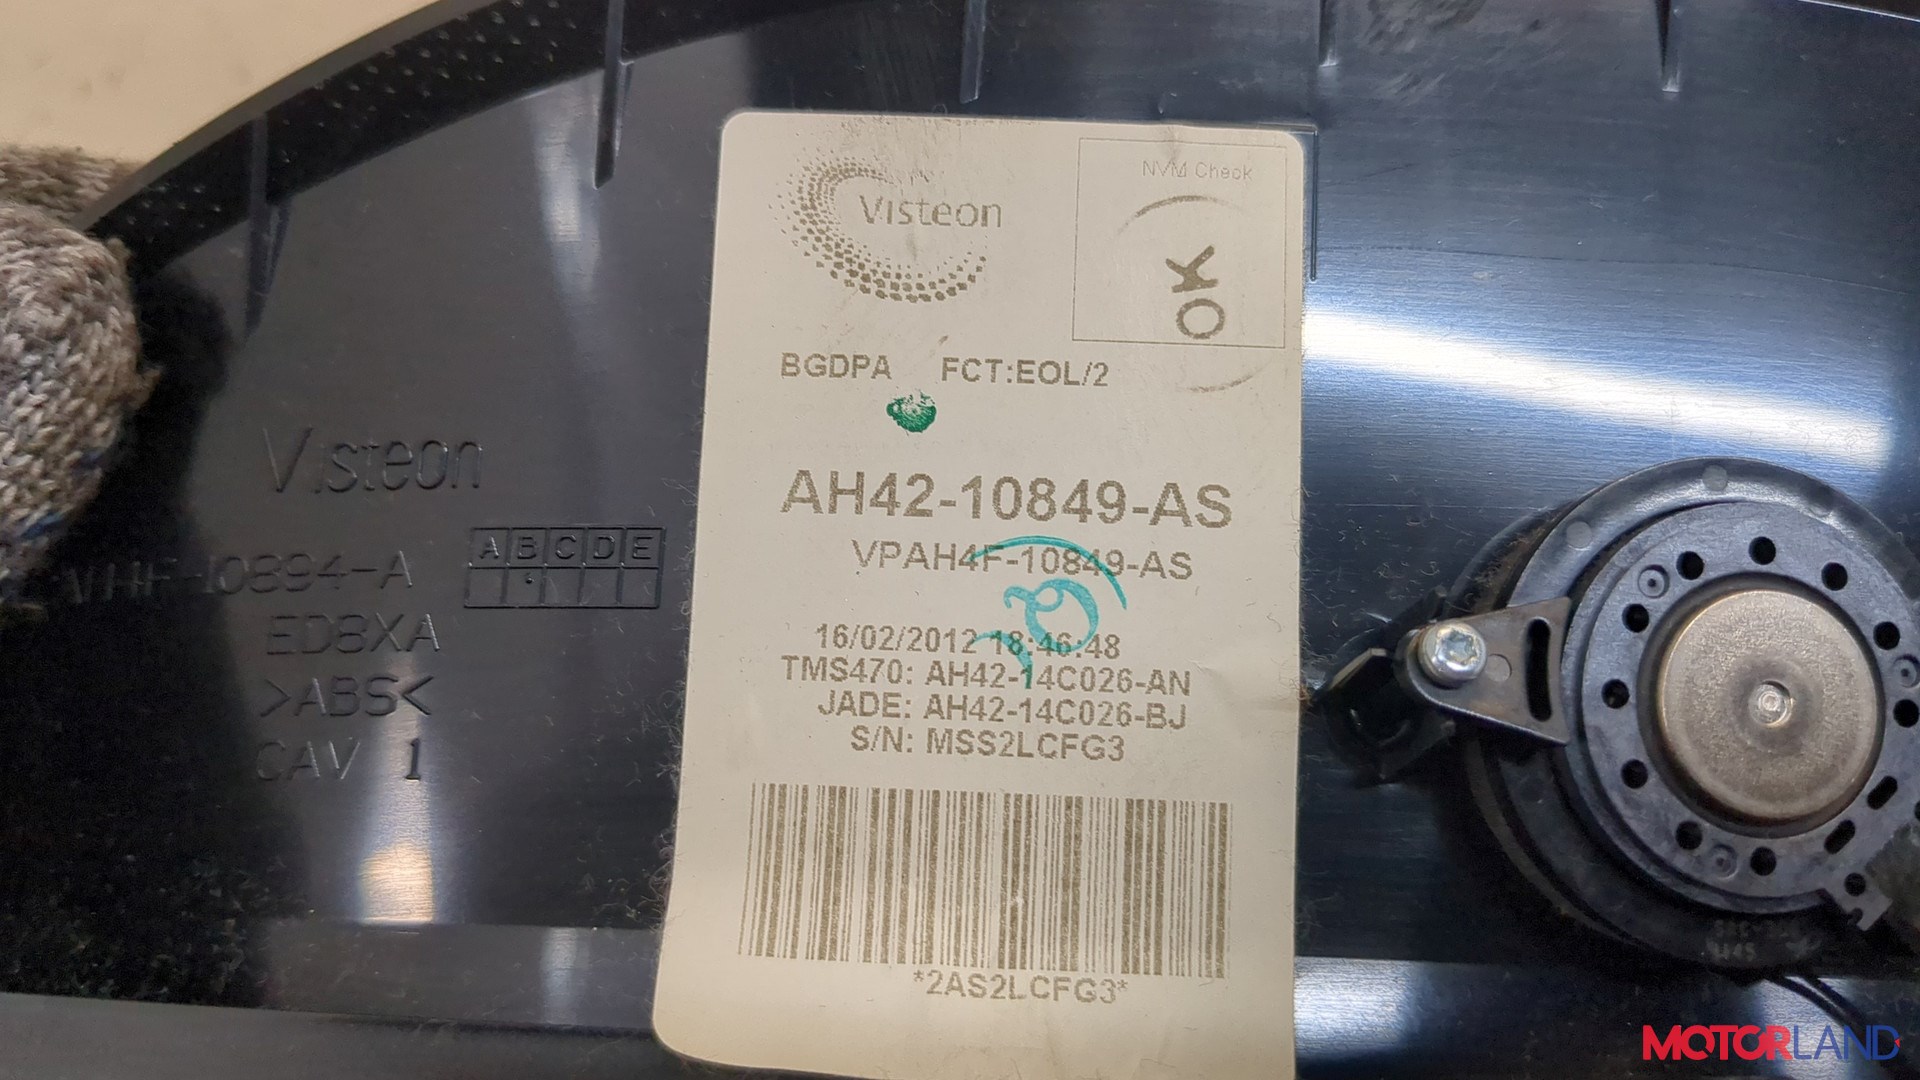 Visteon
NVM Check
OK
BGDPA FCT:EOL/2
AH42-10849-AS
VPAH4F-10849-AS
16/02/2012 18:46:48
TMS470: AH42-14C026-AN
JADE: AH42-14C026-BJ
S/N: MSS2LCFG3
*2AS2LCFG3*
Visteon
10894-A
A B C D E
ED8XA
>ABS<
CAV 1
MOTORLAND